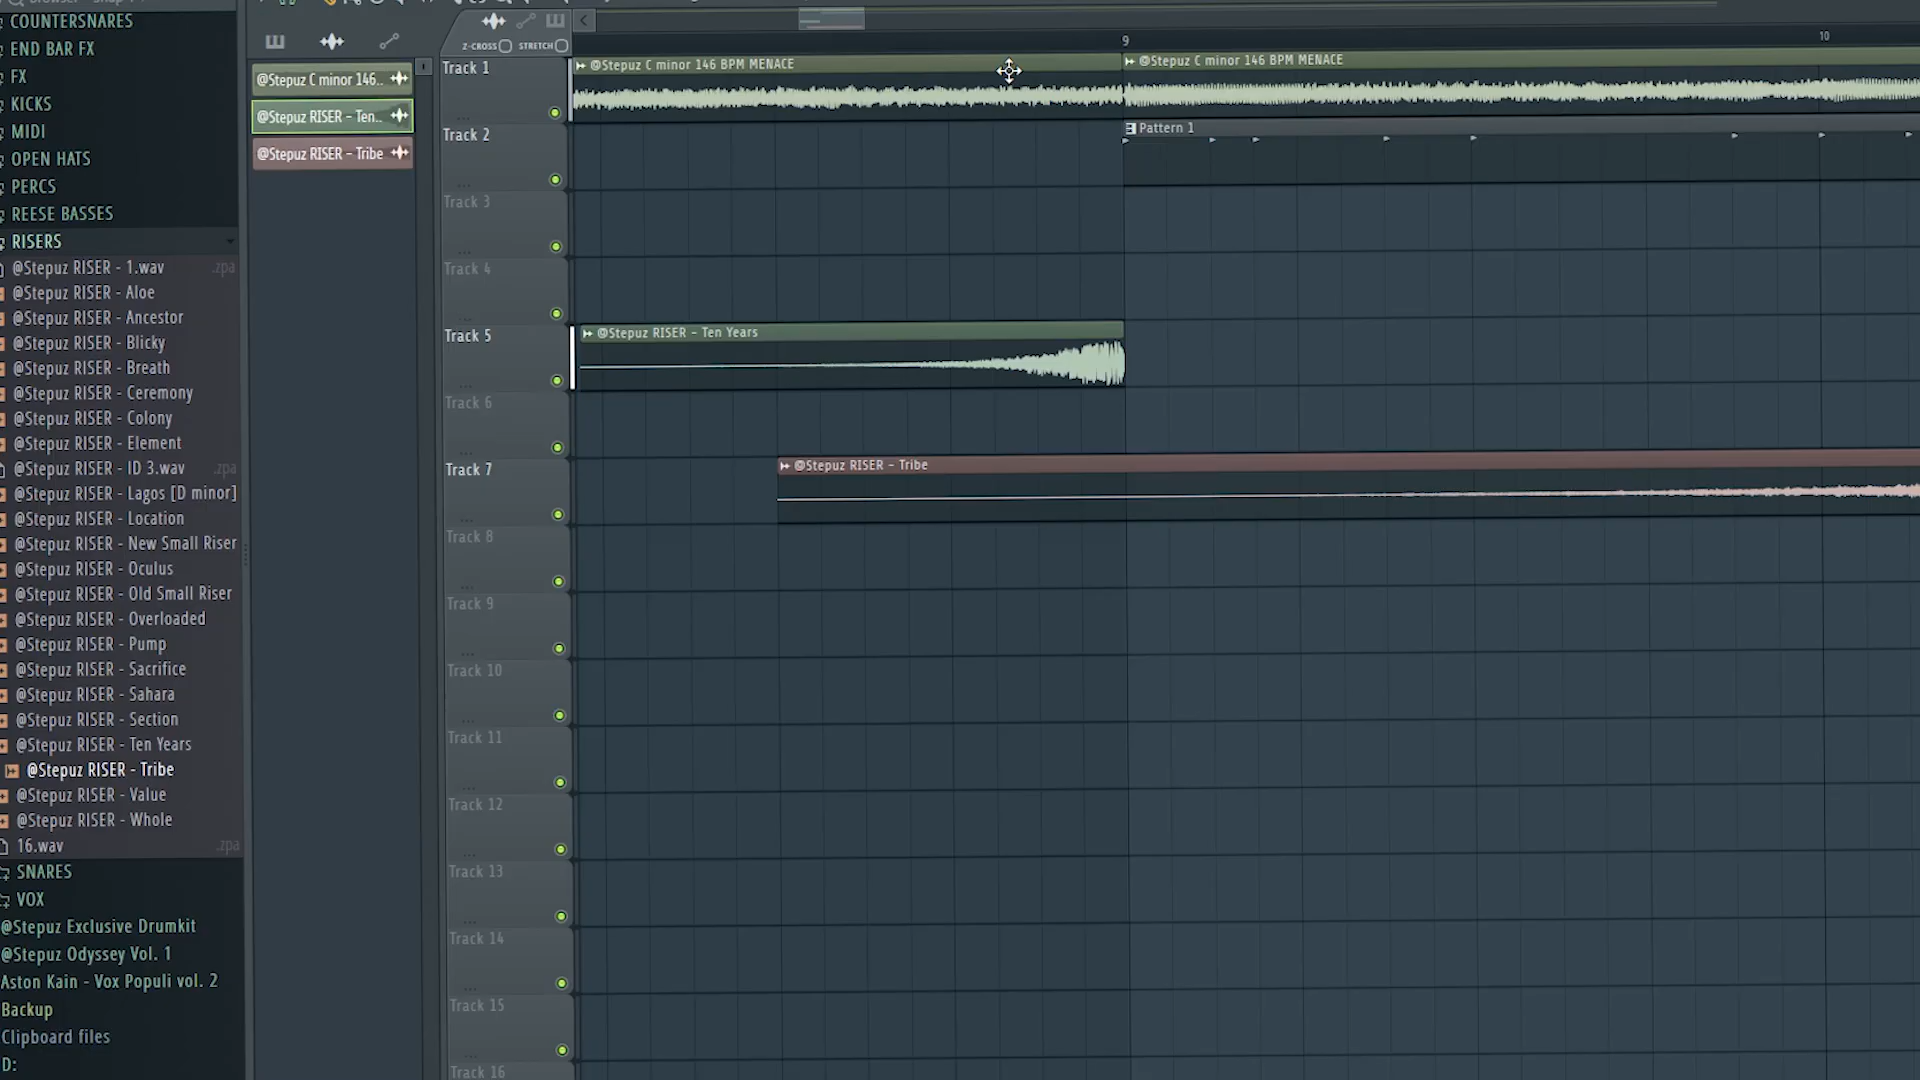 COUNTERSNARES
END BAR FX
FX
KICKS
MIDI
OPEN HATS
PERCS
REESE BASSES
RISERS
@Stepuz RISER - 1.wav .zpa
@Stepuz RISER - Aloe
@Stepuz RISER - Ancestor
@Stepuz RISER - Blicky
@Stepuz RISER - Breath
@Stepuz RISER - Ceremony
@Stepuz RISER - Colony
@Stepuz RISER - Element
@Stepuz RISER - ID 3.wav .zpa
@Stepuz RISER - Lagos [D minor]
@Stepuz RISER - Location
@Stepuz RISER - New Small Riser
@Stepuz RISER - Oculus
@Stepuz RISER - Old Small Riser
@Stepuz RISER - Overloaded
@Stepuz RISER - Pump
@Stepuz RISER - Sacrifice
@Stepuz RISER - Sahara
@Stepuz RISER - Section
@Stepuz RISER - Ten Years
@Stepuz RISER - Tribe
@Stepuz RISER - Value
@Stepuz RISER - Whole
16.wav .zpa
SNARES
VOX
@Stepuz Exclusive Drumkit
@Stepuz Odyssey Vol. 1
Aston Kain - Vox Populi vol. 2
Backup
Clipboard files
D:
@Stepuz C minor 146..
@Stepuz RISER - Ten..
@Stepuz RISER - Tribe
Z-CROSS STRETCH
9 10
Track 1
@Stepuz C minor 146 BPM MENACE
@Stepuz C minor 146 BPM MENACE
Track 2
Pattern 1
Track 3
Track 4
Track 5
@Stepuz RISER - Ten Years
Track 6
Track 7
@Stepuz RISER - Tribe
Track 8
Track 9
Track 10
Track 11
Track 12
Track 13
Track 14
Track 15
Track 16